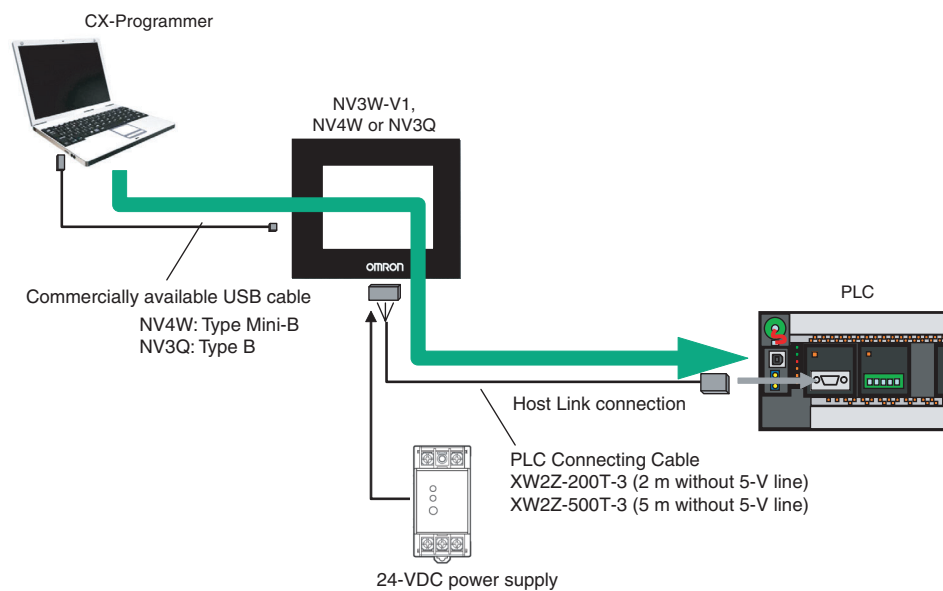 CX-Programmer
NV3W-V1,
NV4W or NV3Q
OMRON
Commercially available USB cable
NV4W: Type Mini-B
NV3Q: Type B
PLC
Host Link connection
PLC Connecting Cable
XW2Z-200T-3 (2 m without 5-V line)
XW2Z-500T-3 (5 m without 5-V line)
24-VDC power supply